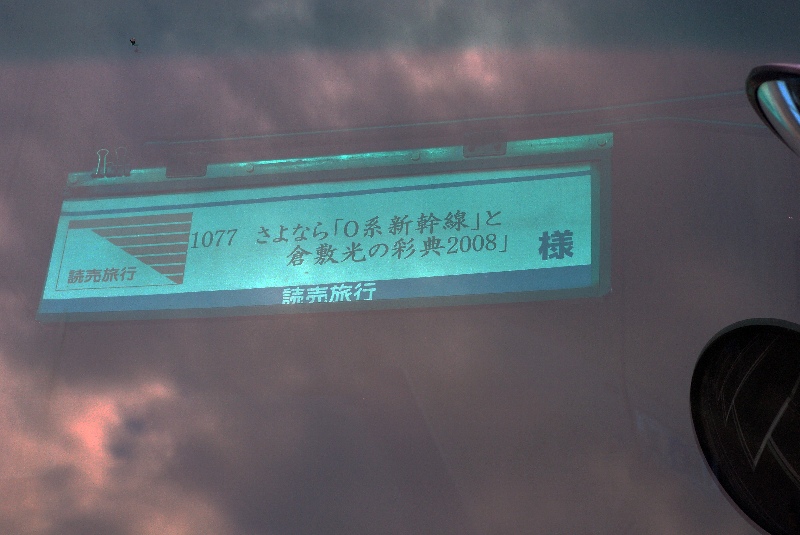 1077 さよなら「0系新幹線」と
倉敷光の彩典2008」
様
読売旅行
読売旅行